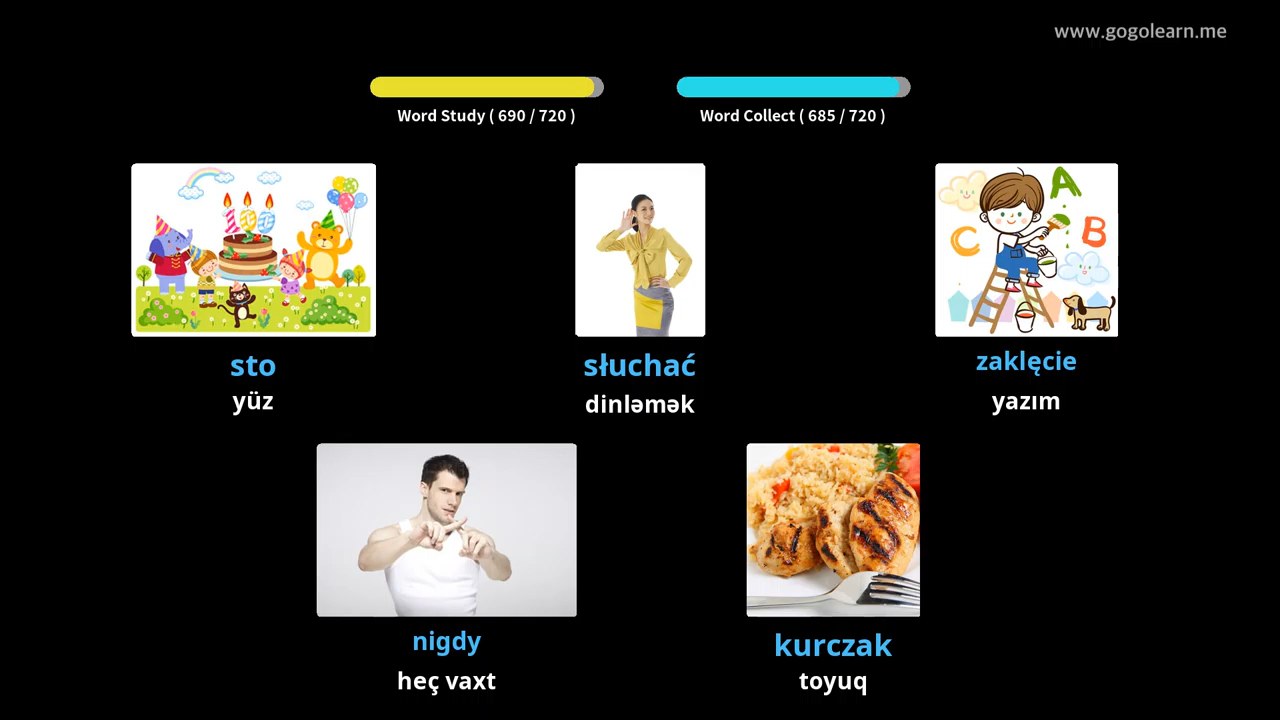 www.gogolearn.me
Word Study ( 690 / 720 )
Word Collect ( 685 / 720 )
100
A
B
C
sto
yüz
słuchać
dinləmək
zaklęcie
yazım
nigdy
heç vaxt
kurczak
toyuq